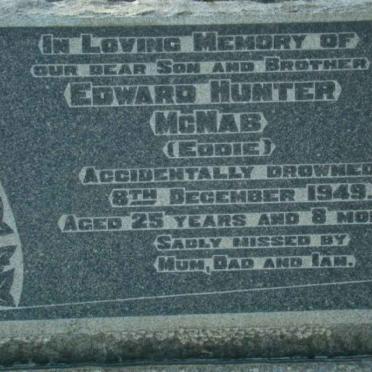 IN LOVING MEMORY OF
OUR DEAR SON AND BROTHER
EDWARD HUNTER
MCNAB
(EDDIE)
ACCIDENTALLY DROWNED
8TH DECEMBER 1949.
AGED 25 YEARS AND 8 MO
SADLY MISSED BY
MUM, DAD AND IAN.